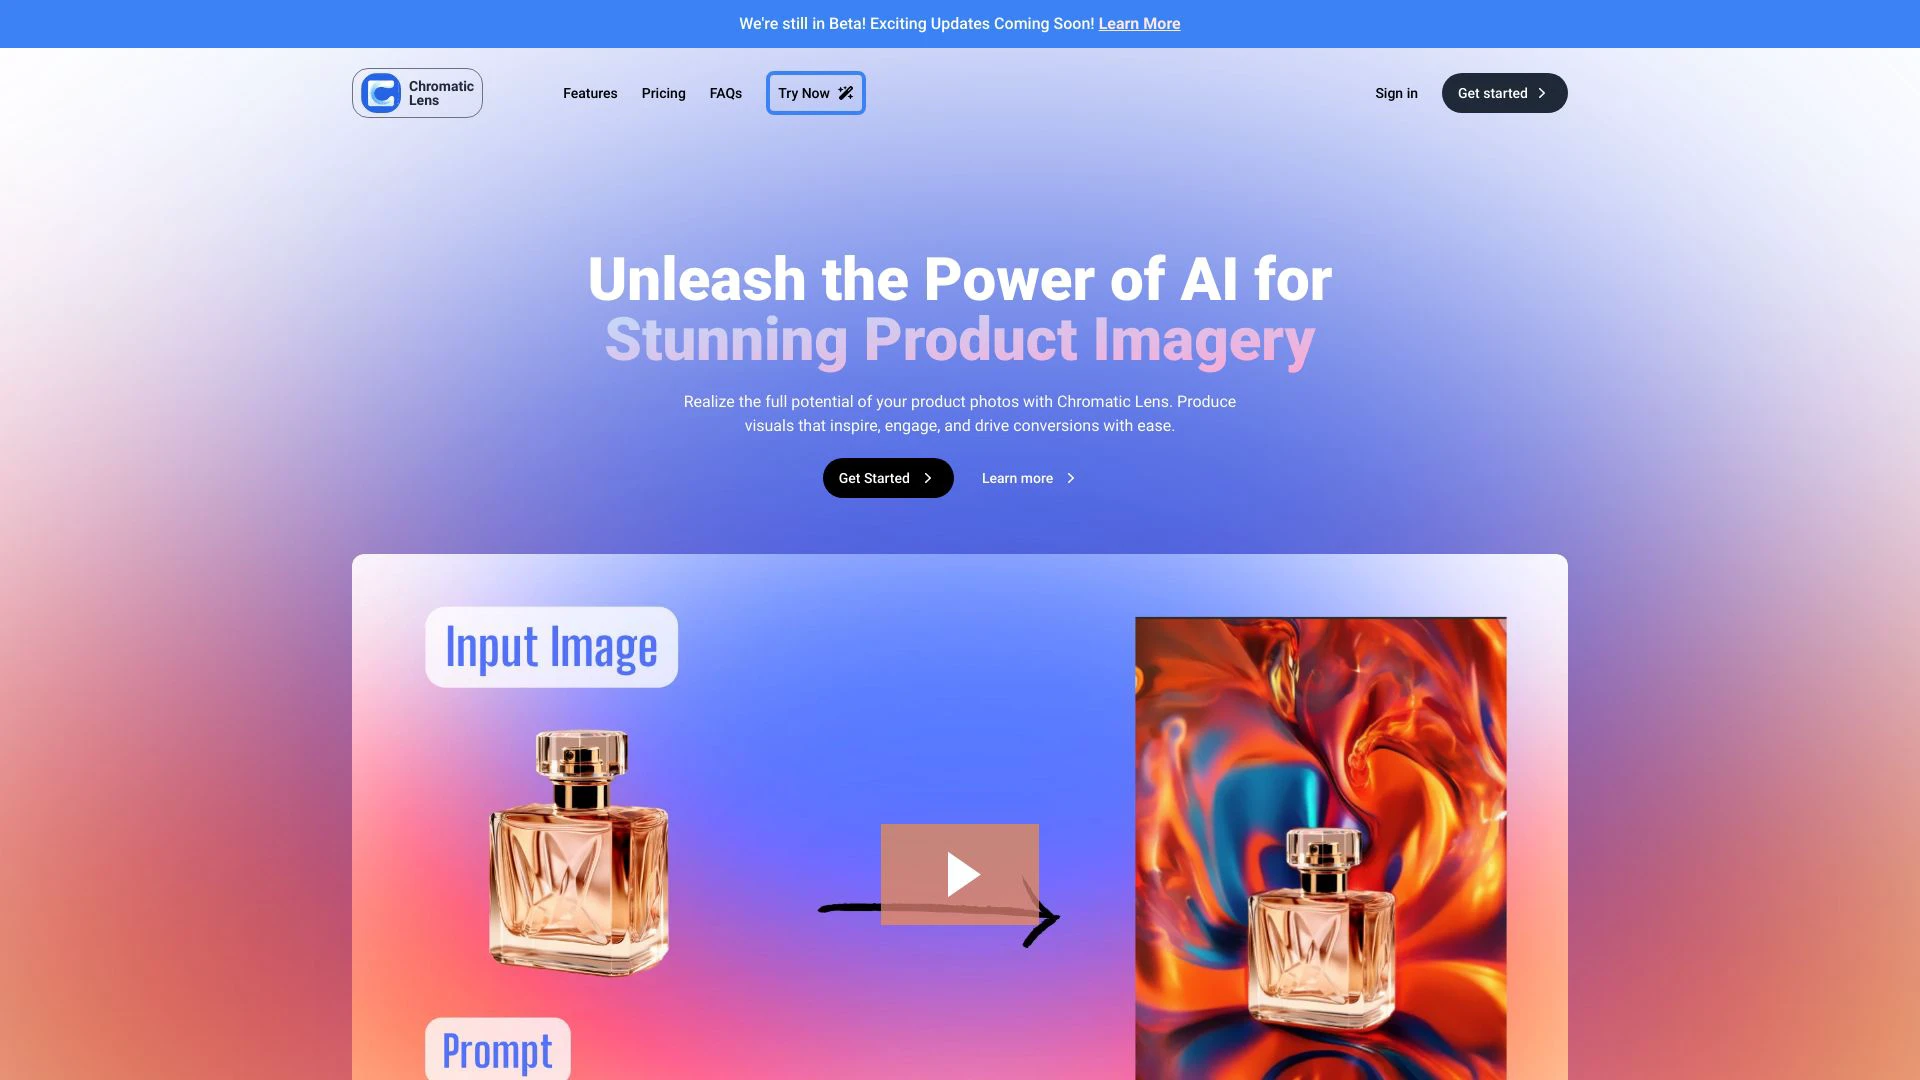 We're still in Beta! Exciting Updates Coming Soon! Learn More
Chromatic
Lens
Features
Pricing
FAQs
Try Now
Sign in
Get started
Unleash the Power of AI for
Stunning Product Imagery
Realize the full potential of your product photos with Chromatic Lens. Produce
visuals that inspire, engage, and drive conversions with ease.
Get Started
Learn more
Input Image
Prompt